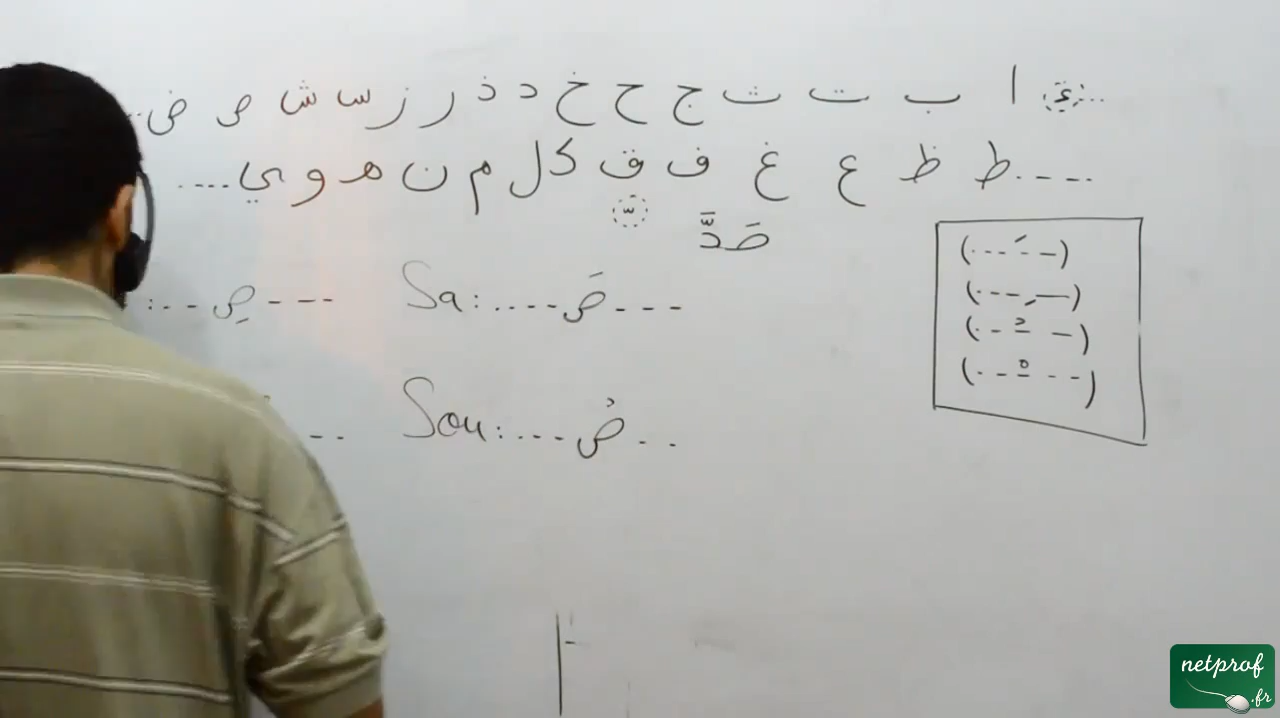 ...ء ا ب ت ث ج ح خ د ذ ر ز س ش ص ض...
....ط ظ ع غ ف ق ك ل م ن ه و ي....
صَدَّ
Sa:....صَ--- :--صِ---
Sou:...صُ.. --
(...َ--)
(---ِ—)
(--ُ-—)
(--ْ--)
netprof
.fr